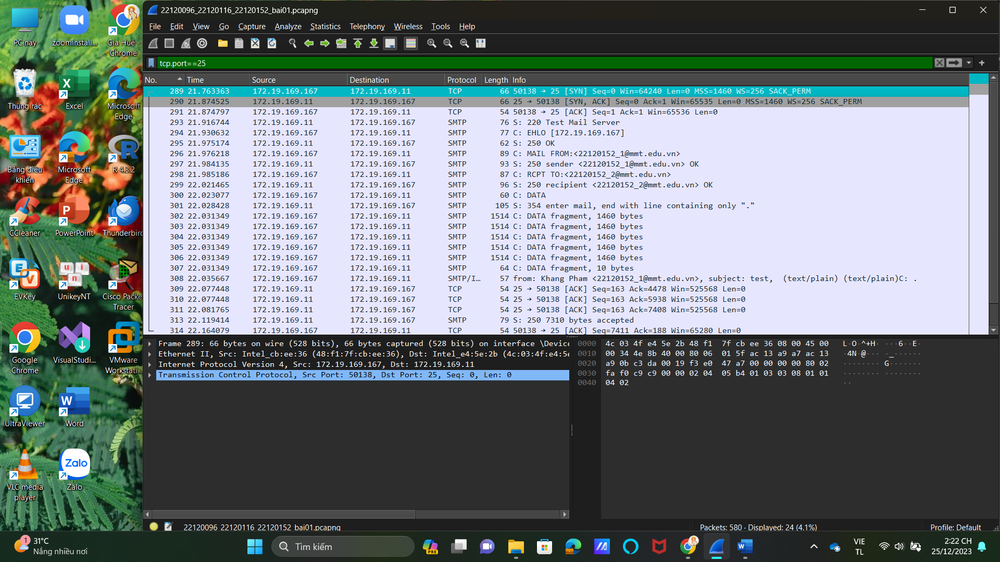 PC này
zoominstall...
Gia Huệ -
Chrome
Thùng rác
Excel
Microsoft
Edge
Bảng điều
khiển
Microsoft
Edge
R 4.3.2
CCleaner
PowerPoint
Thunderbird
EVKey
UnikeyNT
Cisco Packe
Tracer
Google
Chrome
VisualStudi...
VMware
Workstati...
UltraViewer
Word
VLC media
player
Zalo
22120096_22120116_22120152_bai01.pcapng
File Edit View Go Capture Analyze Statistics Telephony Wireless Tools Help
tcp.port==25
No. Time Source Destination Protocol Length Info
289 21.763363 172.19.169.167 172.19.169.11 TCP 66 50138 → 25 [SYN] Seq=0 Win=64240 Len=0 MSS=1460 WS=256 SACK_PERM
290 21.874525 172.19.169.11 172.19.169.167 TCP 66 25 → 50138 [SYN, ACK] Seq=0 Ack=1 Win=65535 Len=0 MSS=1460 WS=256 SACK_PERM
291 21.874797 172.19.169.167 172.19.169.11 TCP 54 50138 → 25 [ACK] Seq=1 Ack=1 Win=65536 Len=0
293 21.916744 172.19.169.11 172.19.169.167 SMTP 76 S: 220 Test Mail Server
294 21.930632 172.19.169.167 172.19.169.11 SMTP 77 C: EHLO [172.19.169.167]
295 21.975174 172.19.169.11 172.19.169.167 SMTP 62 S: 250 OK
296 21.976218 172.19.169.167 172.19.169.11 SMTP 89 C: MAIL FROM:<22120152_1@mmt.edu.vn>
297 21.984135 172.19.169.11 172.19.169.167 SMTP 93 S: 250 sender <22120152_1@mmt.edu.vn> OK
298 21.985186 172.19.169.167 172.19.169.11 SMTP 87 C: RCPT TO:<22120152_2@mmt.edu.vn>
299 22.021465 172.19.169.11 172.19.169.167 SMTP 96 S: 250 recipient <22120152_2@mmt.edu.vn> OK
300 22.023077 172.19.169.167 172.19.169.11 SMTP 60 C: DATA
301 22.028428 172.19.169.11 172.19.169.167 SMTP 105 S: 354 enter mail, end with line containing only "."
302 22.031349 172.19.169.167 172.19.169.11 SMTP 1514 C: DATA fragment, 1460 bytes
303 22.031349 172.19.169.167 172.19.169.11 SMTP 1514 C: DATA fragment, 1460 bytes
304 22.031349 172.19.169.167 172.19.169.11 SMTP 1514 C: DATA fragment, 1460 bytes
305 22.031349 172.19.169.167 172.19.169.11 SMTP 1514 C: DATA fragment, 1460 bytes
306 22.031349 172.19.169.167 172.19.169.11 SMTP 1514 C: DATA fragment, 1460 bytes
307 22.031349 172.19.169.167 172.19.169.11 SMTP 64 C: DATA fragment, 10 bytes
308 22.035667 172.19.169.167 172.19.169.11 SMTP/I… 57 from: Khang Pham <22120152_1@mmt.edu.vn>, subject: test,  (text/plain) (text/plain)C: .
309 22.077448 172.19.169.11 172.19.169.167 TCP 54 25 → 50138 [ACK] Seq=163 Ack=4478 Win=525568 Len=0
310 22.077448 172.19.169.11 172.19.169.167 TCP 54 25 → 50138 [ACK] Seq=163 Ack=5938 Win=525568 Len=0
311 22.081765 172.19.169.11 172.19.169.167 TCP 54 25 → 50138 [ACK] Seq=163 Ack=7408 Win=525568 Len=0
313 22.119414 172.19.169.11 172.19.169.167 SMTP 79 S: 250 7310 bytes accepted
314 22.164079 172.19.169.167 172.19.169.11 TCP 54 50138 → 25 [ACK] Seq=7411 Ack=188 Win=65280 Len=0
Frame 289: 66 bytes on wire (528 bits), 66 bytes captured (528 bits) on interface \Device
Ethernet II, Src: Intel_cb:ee:36 (48:f1:7f:cb:ee:36), Dst: Intel_e4:5e:2b (4c:03:4f:e4:5e
Internet Protocol Version 4, Src: 172.19.169.167, Dst: 172.19.169.11
Transmission Control Protocol, Src Port: 50138, Dst Port: 25, Seq: 0, Len: 0
0000 4c 03 4f e4 5e 2b 48 f1 7f cb ee 36 08 00 45 00 L·O·^+H· ···6··E·
0010 00 34 4e 8b 40 00 80 06 01 5f ac 13 a9 a7 ac 13 ·4N·@··· ·_······
0020 a9 0b c3 da 00 19 f3 e0 47 a7 00 00 00 00 80 02 ········ G·······
0030 fa f0 c9 c9 00 00 02 04 05 b4 01 03 03 08 01 01 ········ ········
0040 04 02 ··
22120096_22120116_22120152_bai01.pcapng
Packets: 580 · Displayed: 24 (4.1%)
Profile: Default
1
31°C
Nắng nhiều nơi
Tìm kiếm
PRE
VIE
TL
2:22 CH
25/12/2023